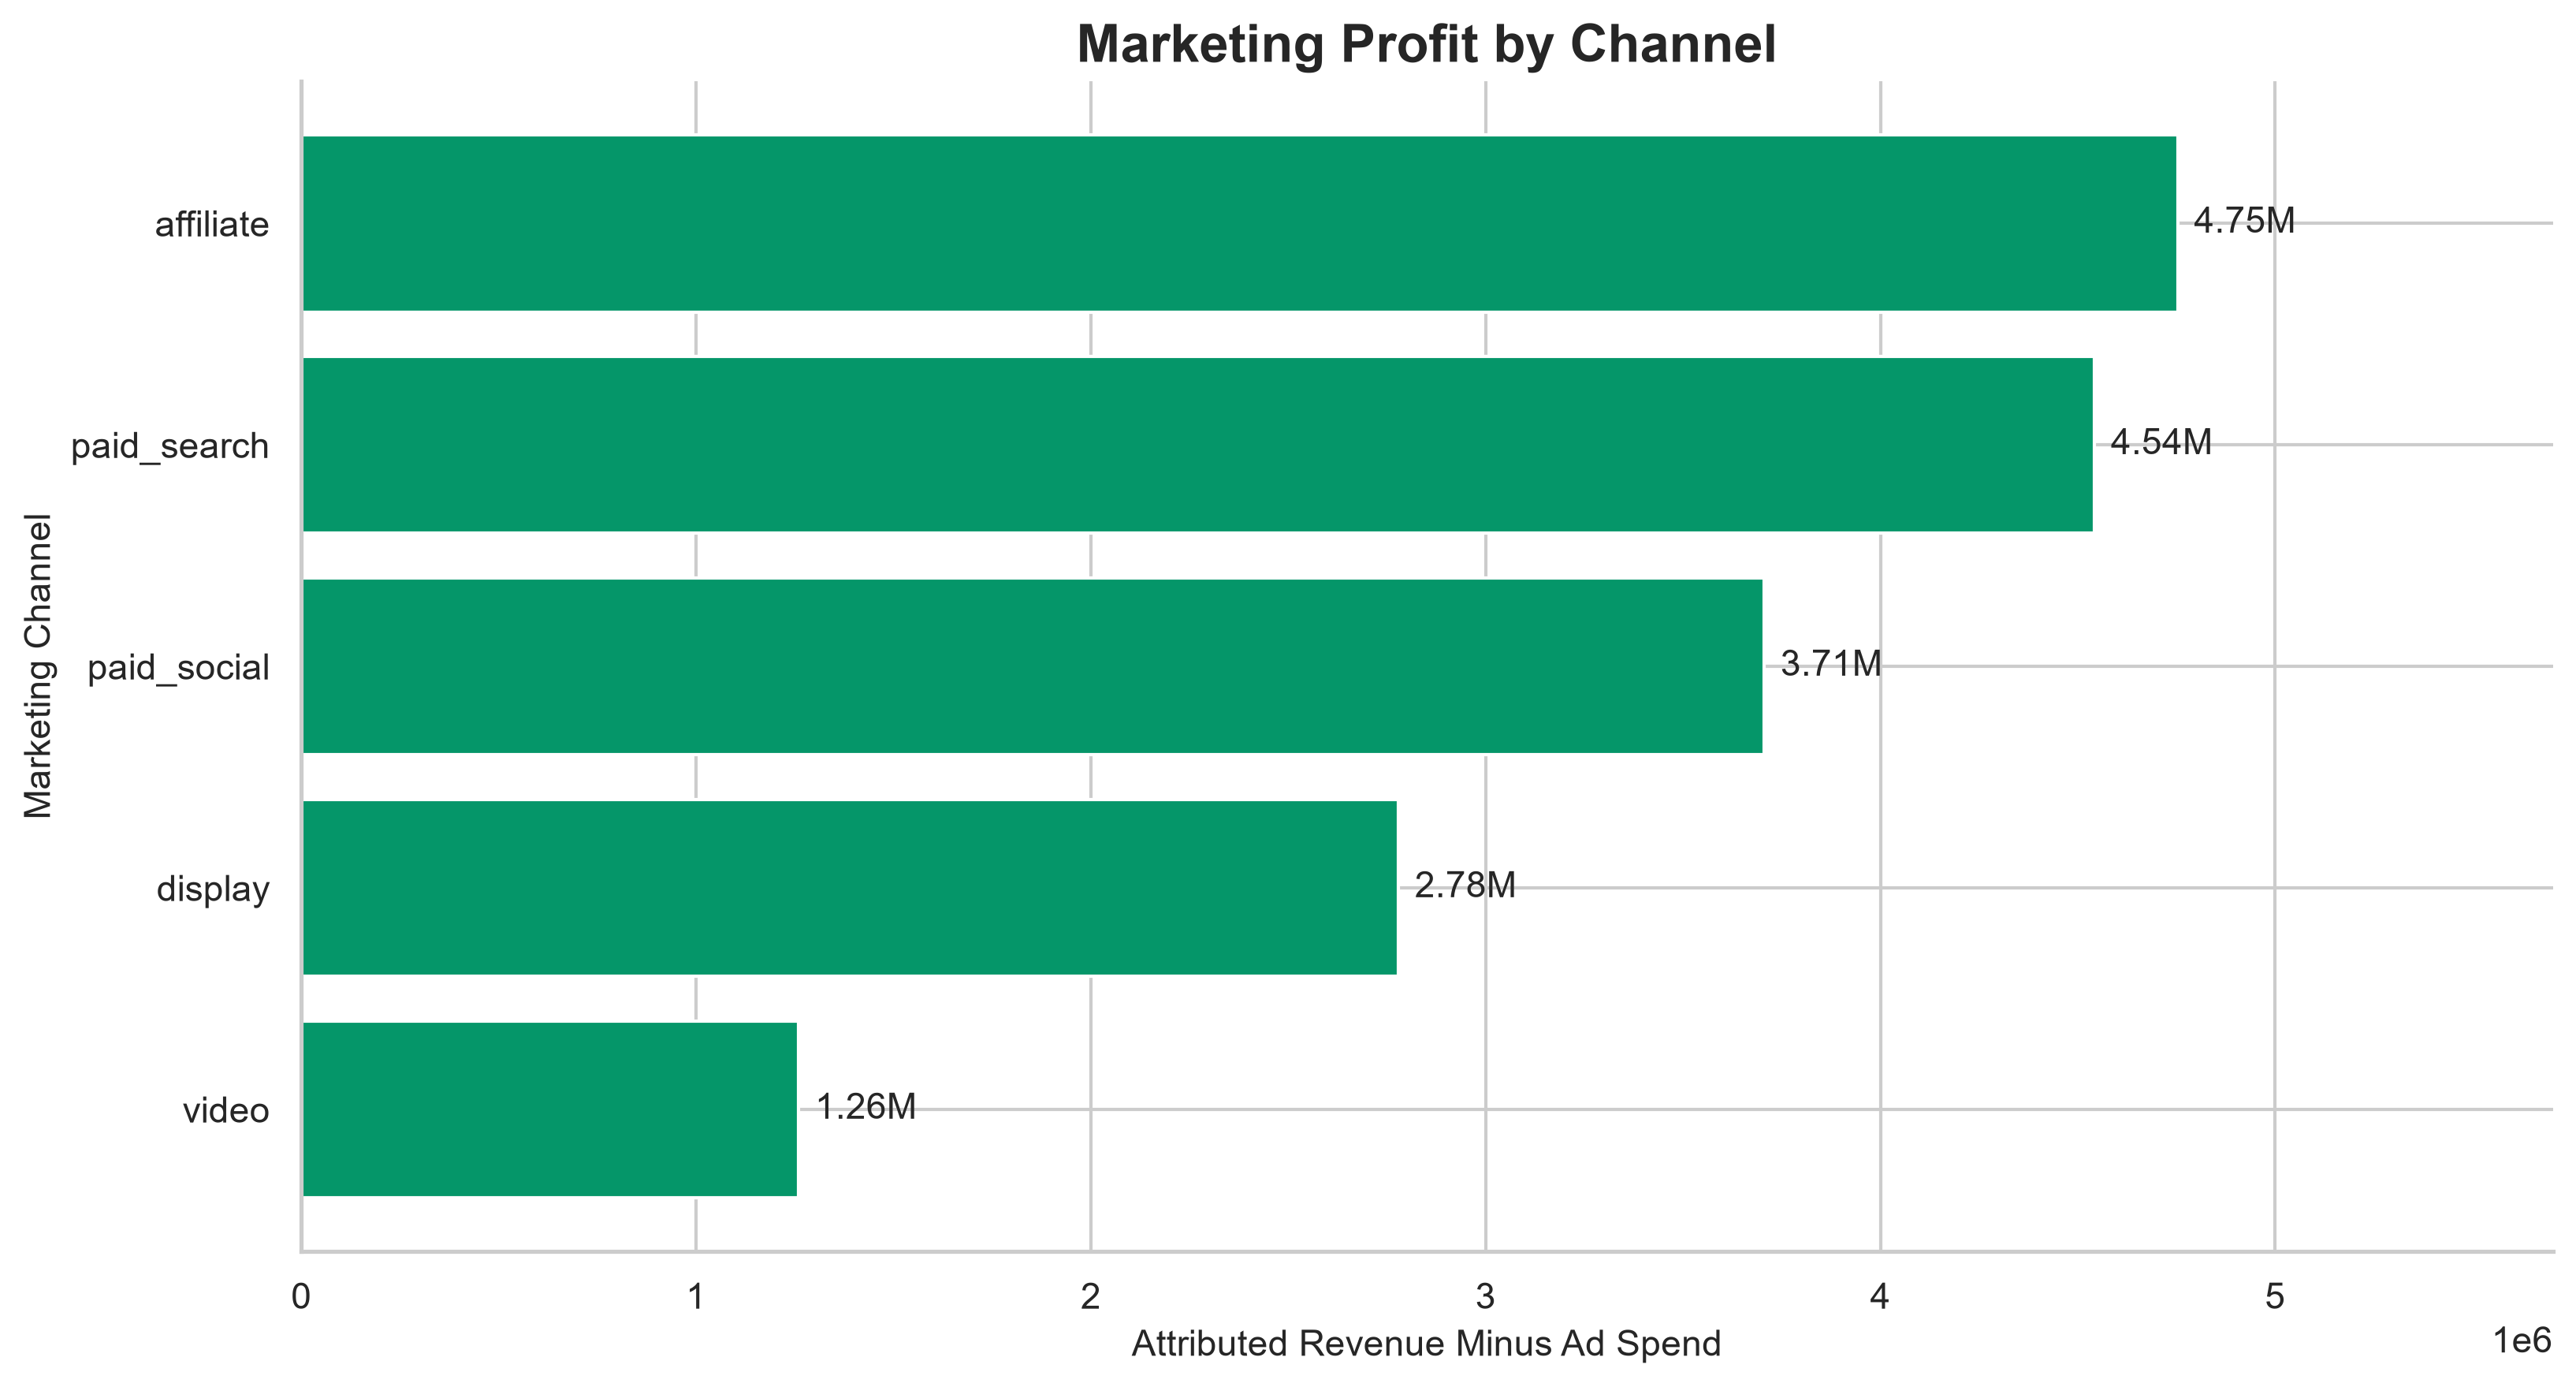 Marketing Profit by Channel
Marketing Channel
affiliate
4.75M
paid_search
4.54M
paid_social
3.71M
display
2.78M
video
1.26M
0 1 2 3 4 5
Attributed Revenue Minus Ad Spend
1e6